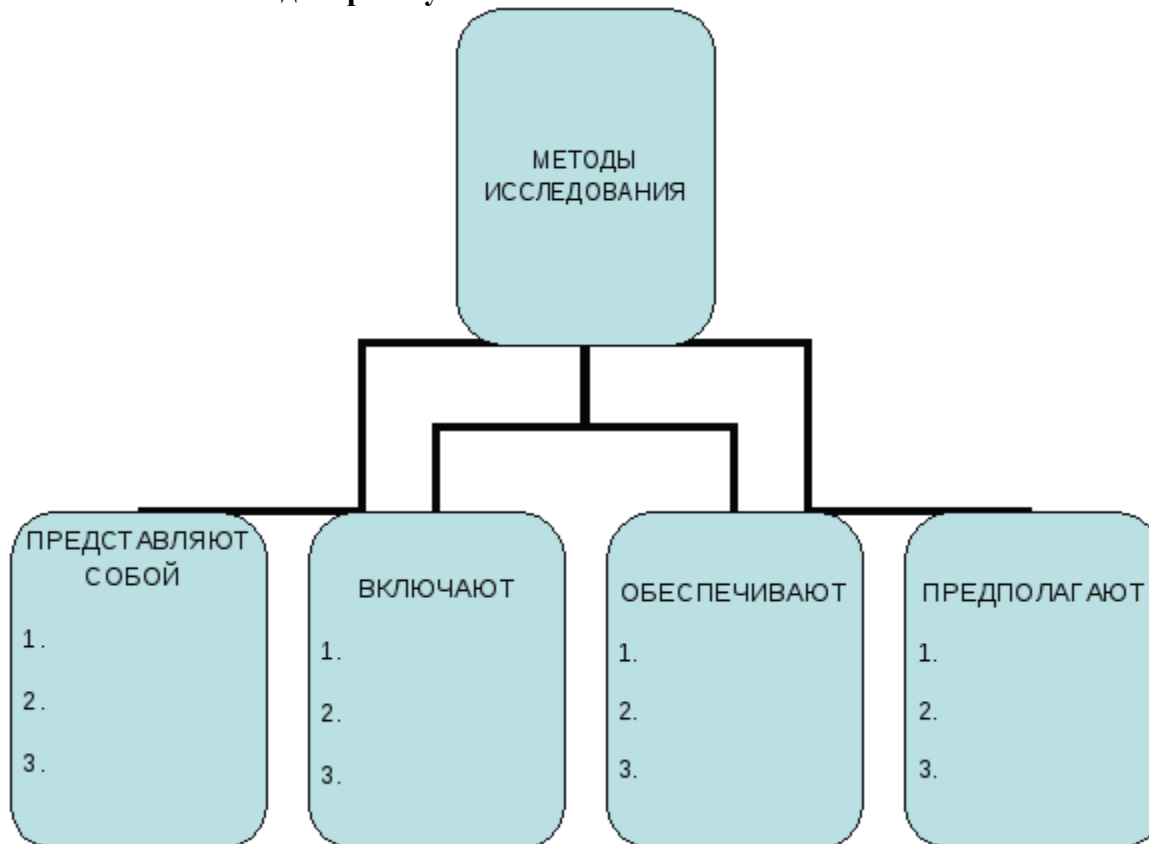 МЕТОДЫ
ИССЛЕДОВАНИЯ
ПРЕДСТАВЛЯЮТ
СОБОЙ
1.
2.
3.
ВКЛЮЧАЮТ
1.
2.
3.
ОБЕСПЕЧИВАЮТ
1.
2.
3.
ПРЕДПОЛАГАЮТ
1.
2.
3.